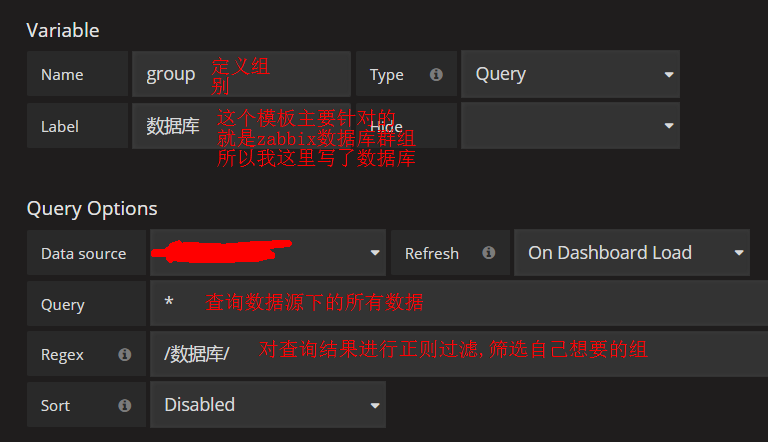 Variable
Name group 定义组 Type Query
别
Label 数据库 这个模板主要针对的 Hide
就是zabbix数据库群组
所以我这里写了数据库
Query Options
Data source Refresh On Dashboard Load
Query * 查询数据源下的所有数据
Regex /数据库/ 对查询结果进行正则过滤,筛选自己想要的组
Sort Disabled